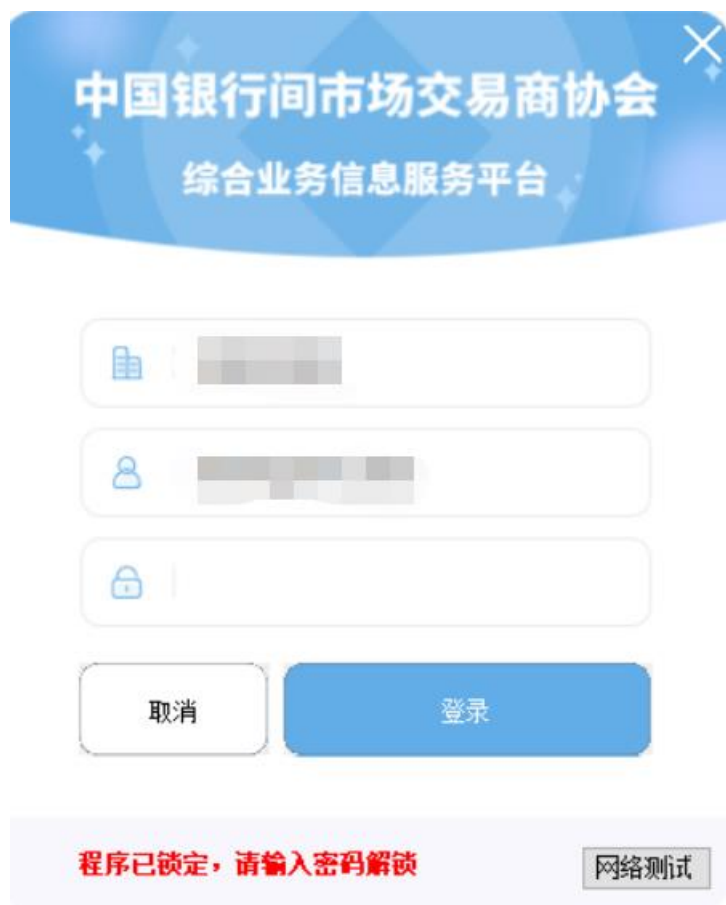 中国银行间市场交易商协会
综合业务信息服务平台
取消
登录
程序已锁定，请输入密码解锁
网络测试